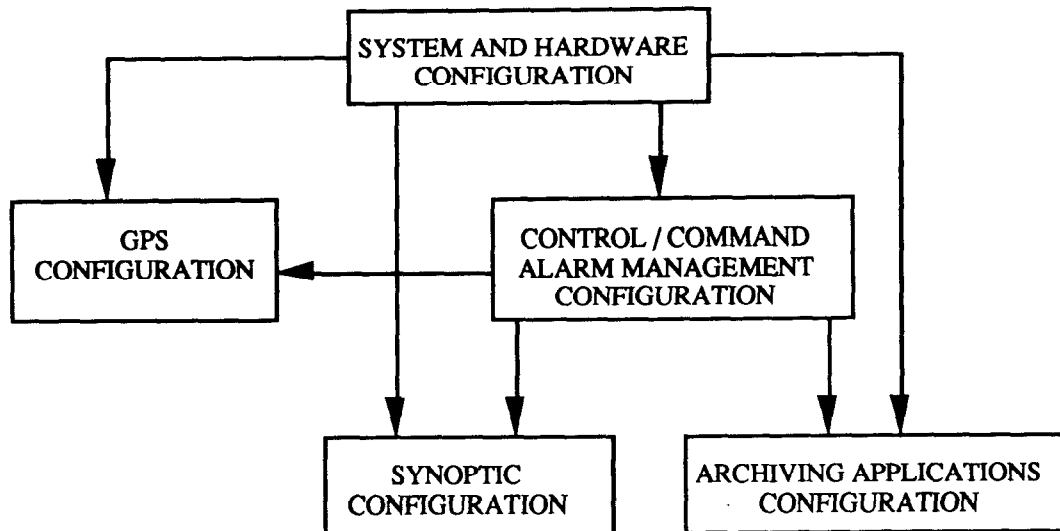 SYSTEM AND HARDWARE
CONFIGURATION
GPS
CONFIGURATION
CONTROL / COMMAND
ALARM MANAGEMENT
CONFIGURATION
SYNOPTIC
CONFIGURATION
ARCHIVING APPLICATIONS
CONFIGURATION